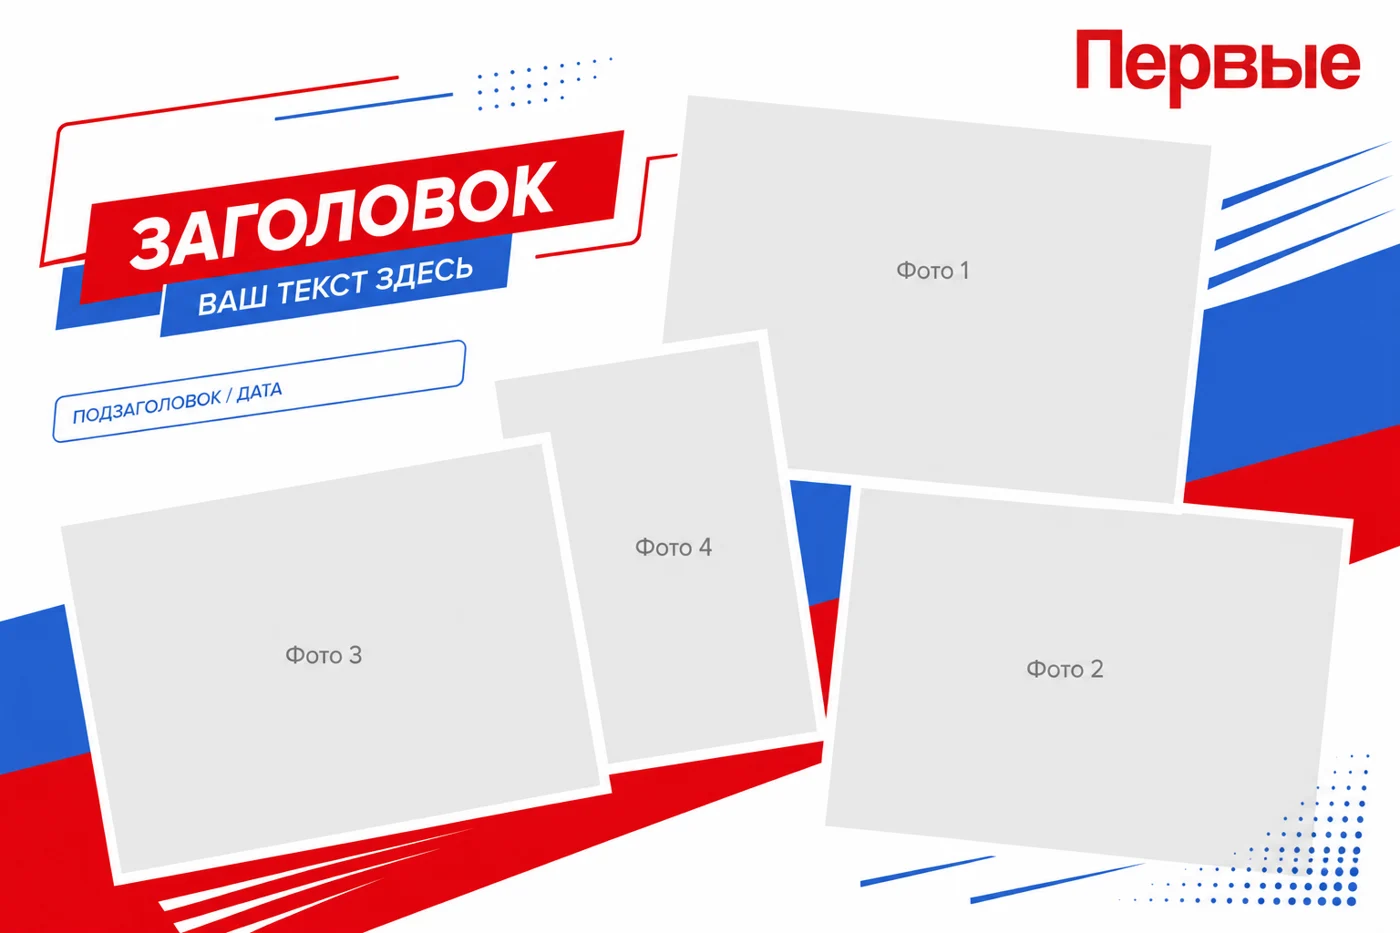 Первые
ЗАГОЛОВОК
ВАШ ТЕКСТ ЗДЕСЬ
ПОДЗАГОЛОВОК / ДАТА
Фото 1
Фото 4
Фото 3
Фото 2